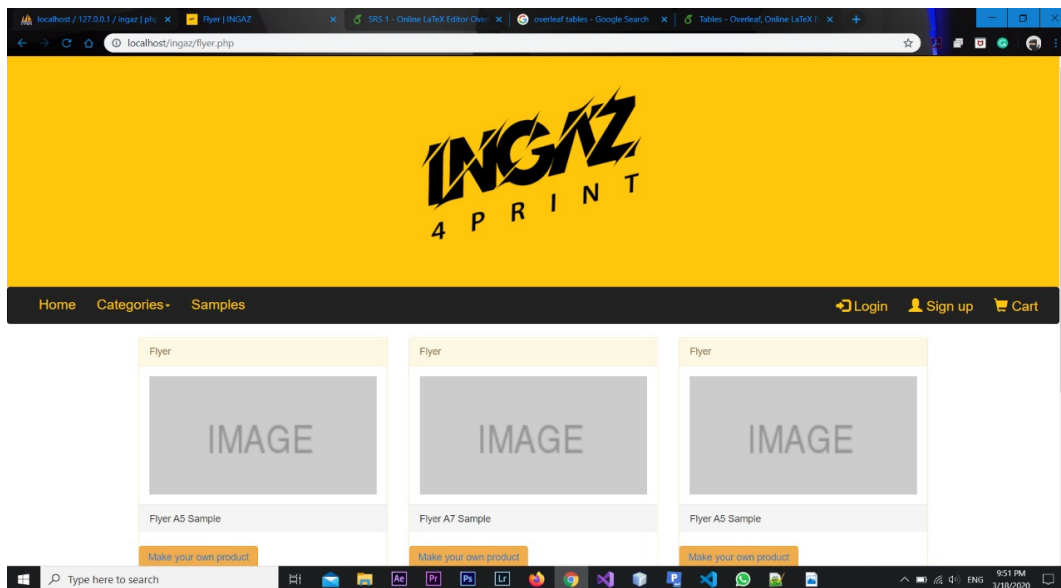 localhost / 127.0.0.1 / ingaz | php
Flyer | INGAZ
SRS 1 - Online LaTeX Editor Over
overleaf tables - Google Search
Tables - Overleaf, Online LaTeX E
localhost/ingaz/flyer.php
INGAZ
4 PRINT
Home
Categories
Samples
Login
Sign up
Cart
Flyer
Flyer
Flyer
IMAGE
IMAGE
IMAGE
Flyer A5 Sample
Flyer A7 Sample
Flyer A5 Sample
Make your own product
Make your own product
Make your own product
Type here to search
Ae
Pr
Ps
Lr
ENG
9:51 PM
3/18/2020